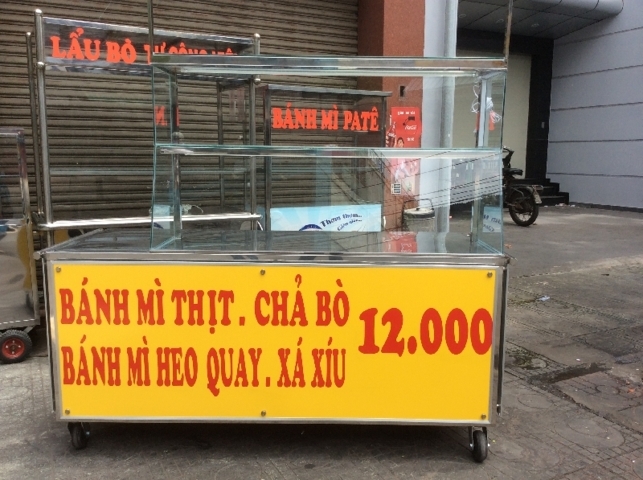 LẨU BÒ
BÁNH MÌ PATÊ
BÁNH MÌ THỊT . CHẢ BÒ
12.000
BÁNH MÌ HEO QUAY . XÁ XÍU